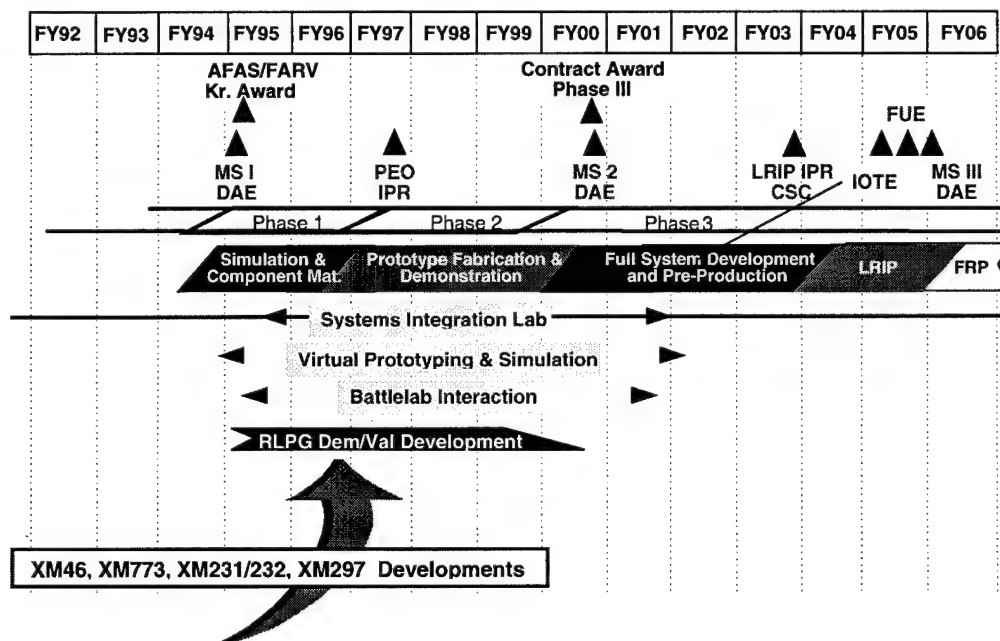 FY92 FY93 FY94 FY95 FY96 FY97 FY98 FY99 FY00 FY01 FY02 FY03 FY04 FY05 FY06
AFAS/FARV
Kr. Award
Contract Award
Phase III
FUE
MS I
DAE
PEO
IPR
MS 2
DAE
LRIP IPR
CSC
IOTE
MS III
DAE
Phase 1
Phase 2
Phase 3
Simulation &
Component Mat.
Prototype Fabrication &
Demonstration
Full System Development
and Pre-Production
LRIP
FRP
Systems Integration Lab
Virtual Prototyping & Simulation
Battlelab Interaction
RLPG Dem/Val Development
XM46, XM773, XM231/232, XM297 Developments